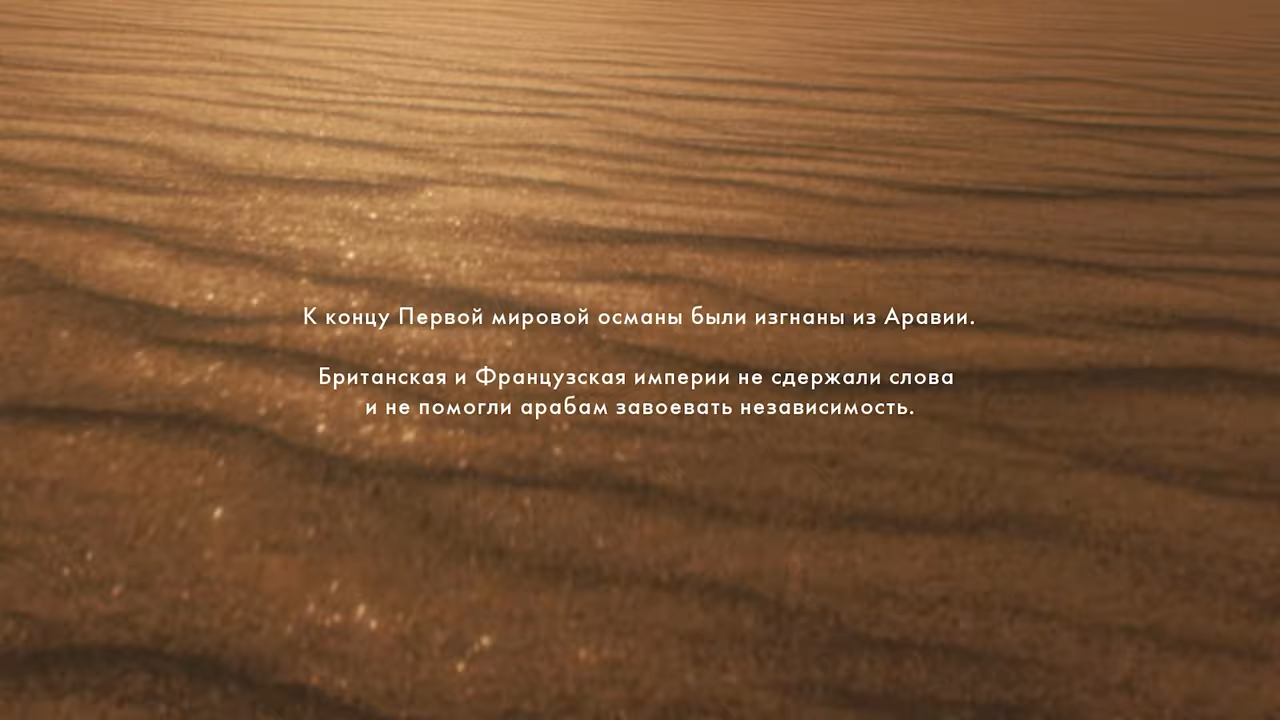 К концу Первой мировой османы были изгнаны из Аравии.
Британская и Французская империи не сдержали слова
и не помогли арабам завоевать независимость.